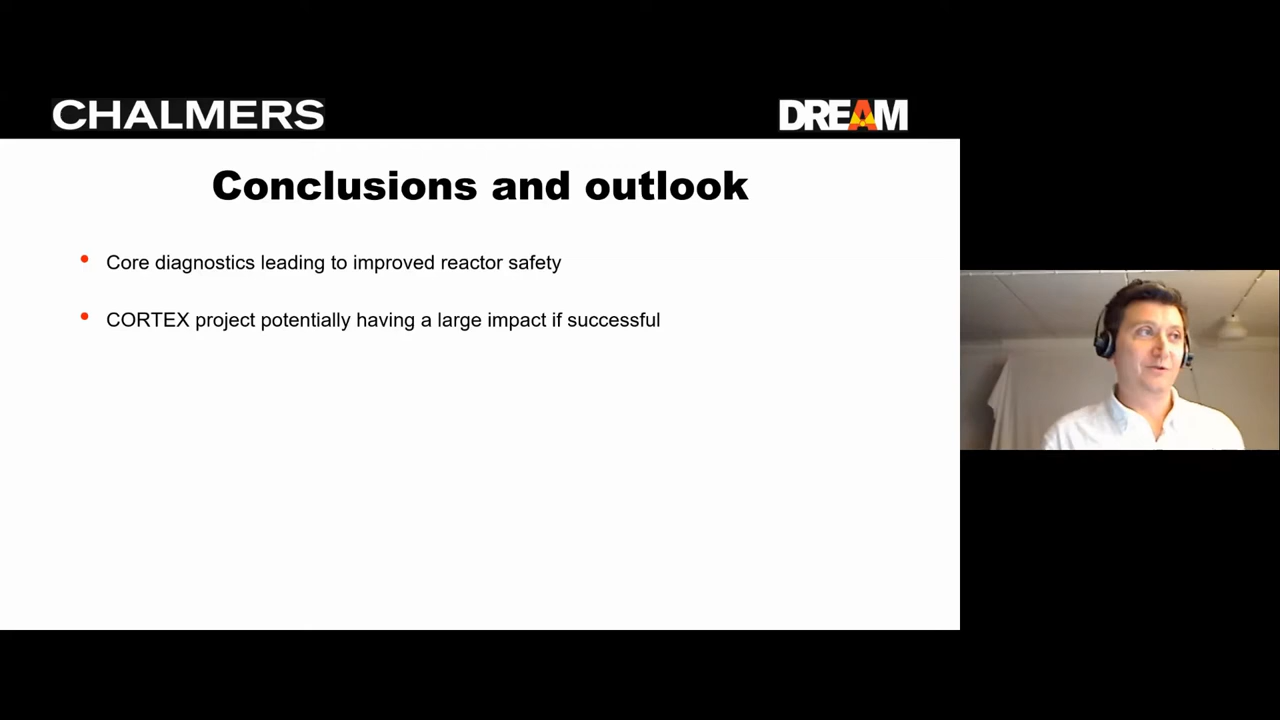 CHALMERS
DREAM
Conclusions and outlook
• Core diagnostics leading to improved reactor safety
• CORTEX project potentially having a large impact if successful